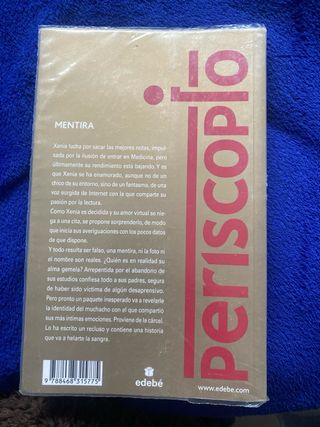 MENTIRA
Xenia lucha por sacar las mejores notas, impul-
sada por la ilusión de entrar en Medicina, pero
últimamente su rendimiento está bajando. Y es
que Xenia se ha enamorado, aunque no de un
chico de su entorno, sino de un fantasma, de una
voz surgida de Internet con la que comparte su
pasión por la lectura.
Como Xenia es decidida y su amor virtual se nie-
ga a una cita, se propone sorprenderlo, de modo
que inicia sus averiguaciones con los pocos datos
de que dispone.
Y todo resulta ser falso, una mentira, ni la foto ni
el nombre son reales. ¿Quién es en realidad su
alma gemela? Arrepentida por el abandono de
sus estudios confiesa todo a sus padres, segura
de haber sido víctima de algún desaprensivo.
Pero pronto un paquete inesperado va a revelarle
la identidad del muchacho con el que compartió
sus más íntimas emociones. Proviene de la cárcel.
Lo ha escrito un recluso y contiene una historia
que va a helarte la sangre.
periscopio
9 788468 315775
edebé
www.edebe.com